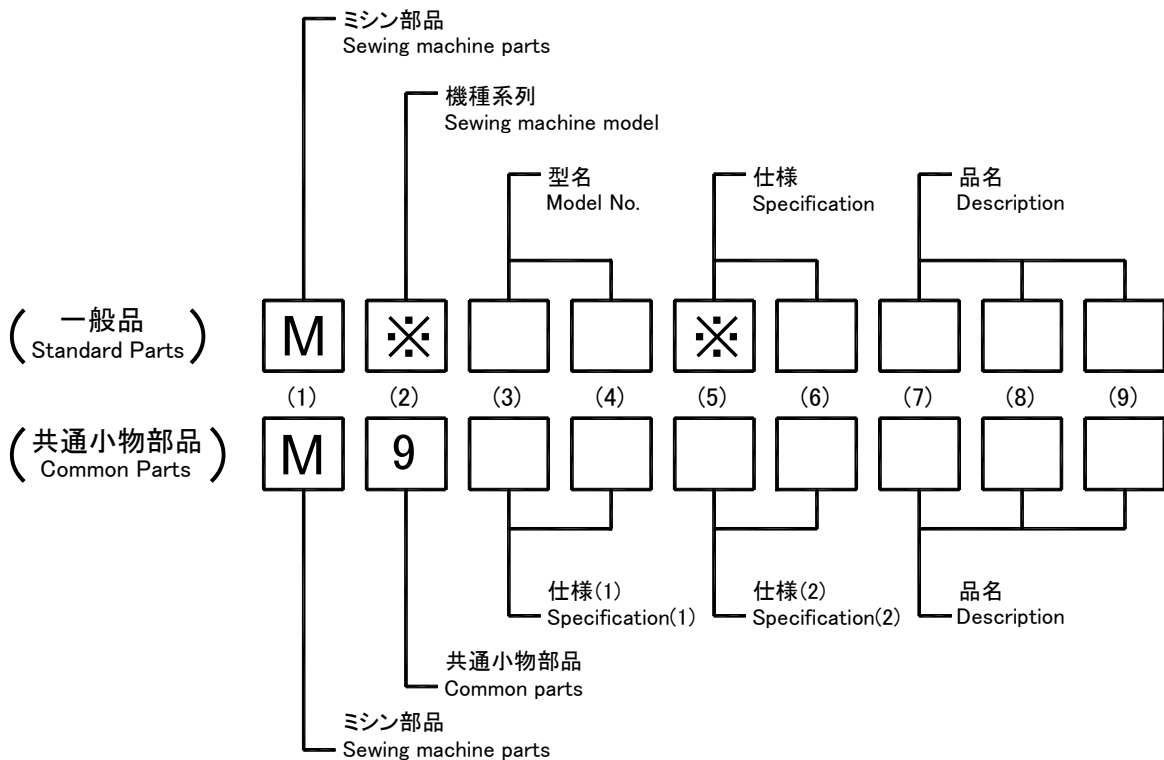 ミシン部品
Sewing machine parts
機種系列
Sewing machine model
型名
Model No.
仕様
Specification
品名
Description
(一般品
Standard Parts)
M ※ ※
(1) (2) (3) (4) (5) (6) (7) (8) (9)
(共通小物部品
Common Parts)
M 9
仕様(1)
Specification(1)
仕様(2)
Specification(2)
品名
Description
共通小物部品
Common parts
ミシン部品
Sewing machine parts